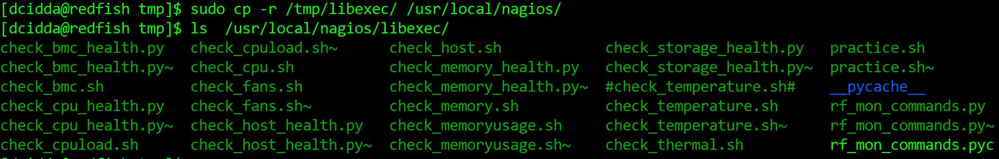 [dcidda@redfish tmp]$ sudo cp -r /tmp/libexec/ /usr/local/nagios/
[dcidda@redfish tmp]$ ls  /usr/local/nagios/libexec/
check_bmc_health.py   check_cpuload.sh~      check_host.sh            check_storage_health.py   practice.sh
check_bmc_health.py~  check_cpu.sh           check_memory_health.py   check_storage_health.py~  practice.sh~
check_bmc.sh          check_fans.sh          check_memory_health.py~  #check_temperature.sh#    __pycache__
check_cpu_health.py   check_fans.sh~         check_memory.sh          check_temperature.sh      rf_mon_commands.py
check_cpu_health.py~  check_host_health.py   check_memoryusage.sh     check_temperature.sh~     rf_mon_commands.py~
check_cpuload.sh      check_host_health.py~  check_memoryusage.sh~    check_thermal.sh          rf_mon_commands.pyc